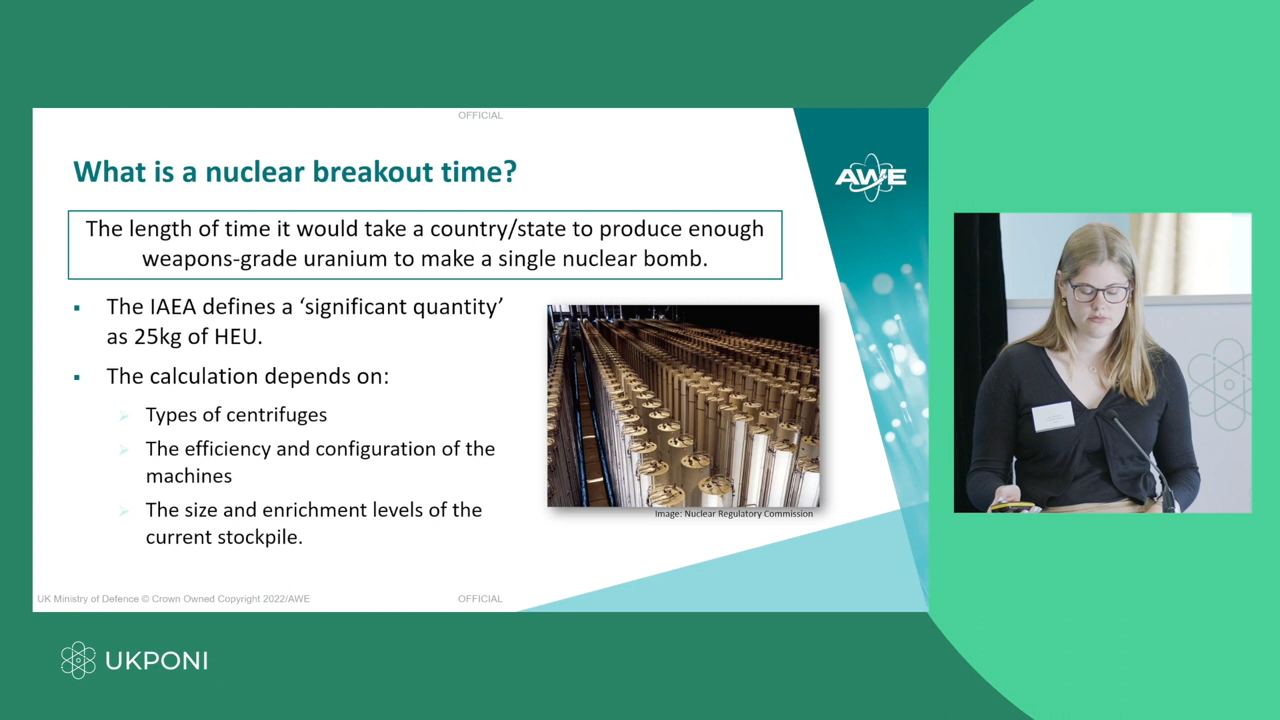 OFFICIAL
What is a nuclear breakout time?
AWE
The length of time it would take a country/state to produce enough
weapons-grade uranium to make a single nuclear bomb.
The IAEA defines a ‘significant quantity’
as 25kg of HEU.
The calculation depends on:
Types of centrifuges
The efficiency and configuration of the
machines
The size and enrichment levels of the
current stockpile.
Image: Nuclear Regulatory Commission
UK Ministry of Defence © Crown Owned Copyright 2022/AWE
OFFICIAL
UKPONI